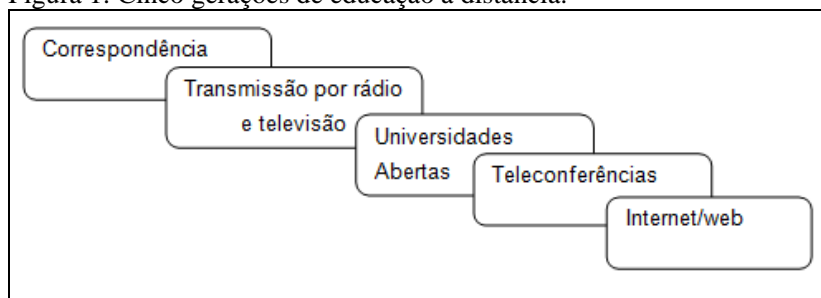 Figura 1: Cinco gerações de educação a distância.
Correspondência
Transmissão por rádio
e televisão
Universidades
Abertas
Teleconferências
Internet/web